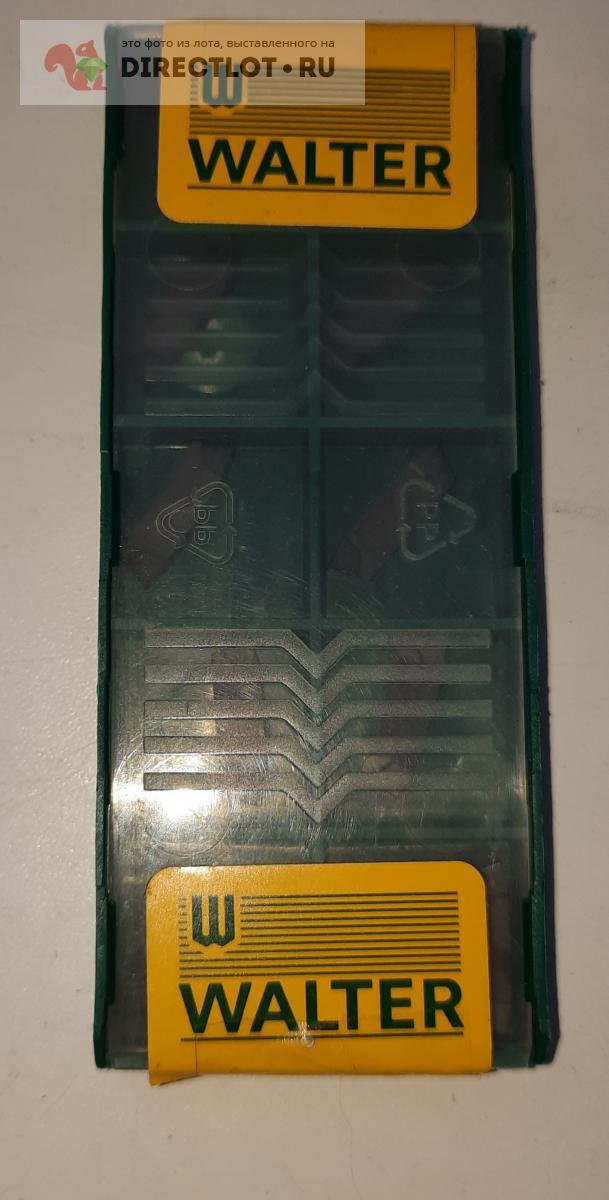 это фото из лота, выставленного на
DIRECTLOT•RU
W
WALTER
PP
PP
W
WALTER